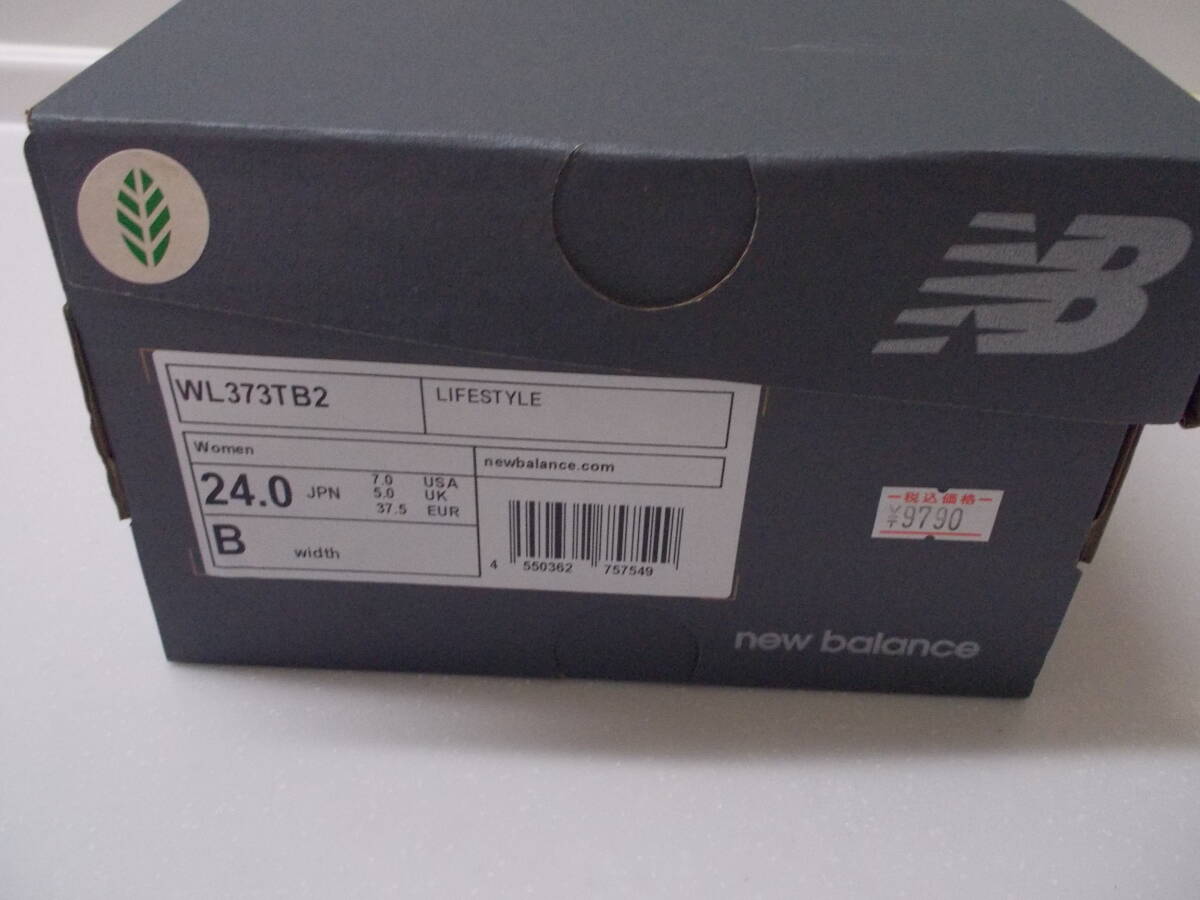 NB
WL373TB2
LIFESTYLE
Women
newbalance.com
24.0 JPN
7.0 USA
5.0 UK
37.5 EUR
B width
4 550362 757549
税込価格
¥9790
new balance